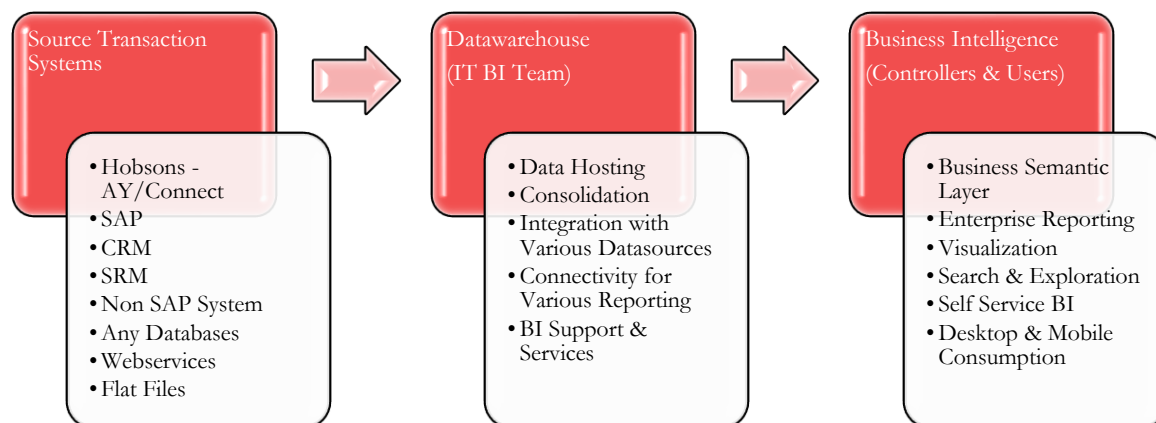 Source Transaction
Systems
• Hobsons -
AY/Connect
• SAP
• CRM
• SRM
• Non SAP System
• Any Databases
• Webservices
• Flat Files
Datawarehouse
(IT BI Team)
• Data Hosting
• Consolidation
• Integration with
Various Datasources
• Connectivity for
Various Reporting
• BI Support &
Services
Business Intelligence
(Controllers & Users)
• Business Semantic
Layer
• Enterprise Reporting
• Visualization
• Search & Exploration
• Self Service BI
• Desktop & Mobile
Consumption